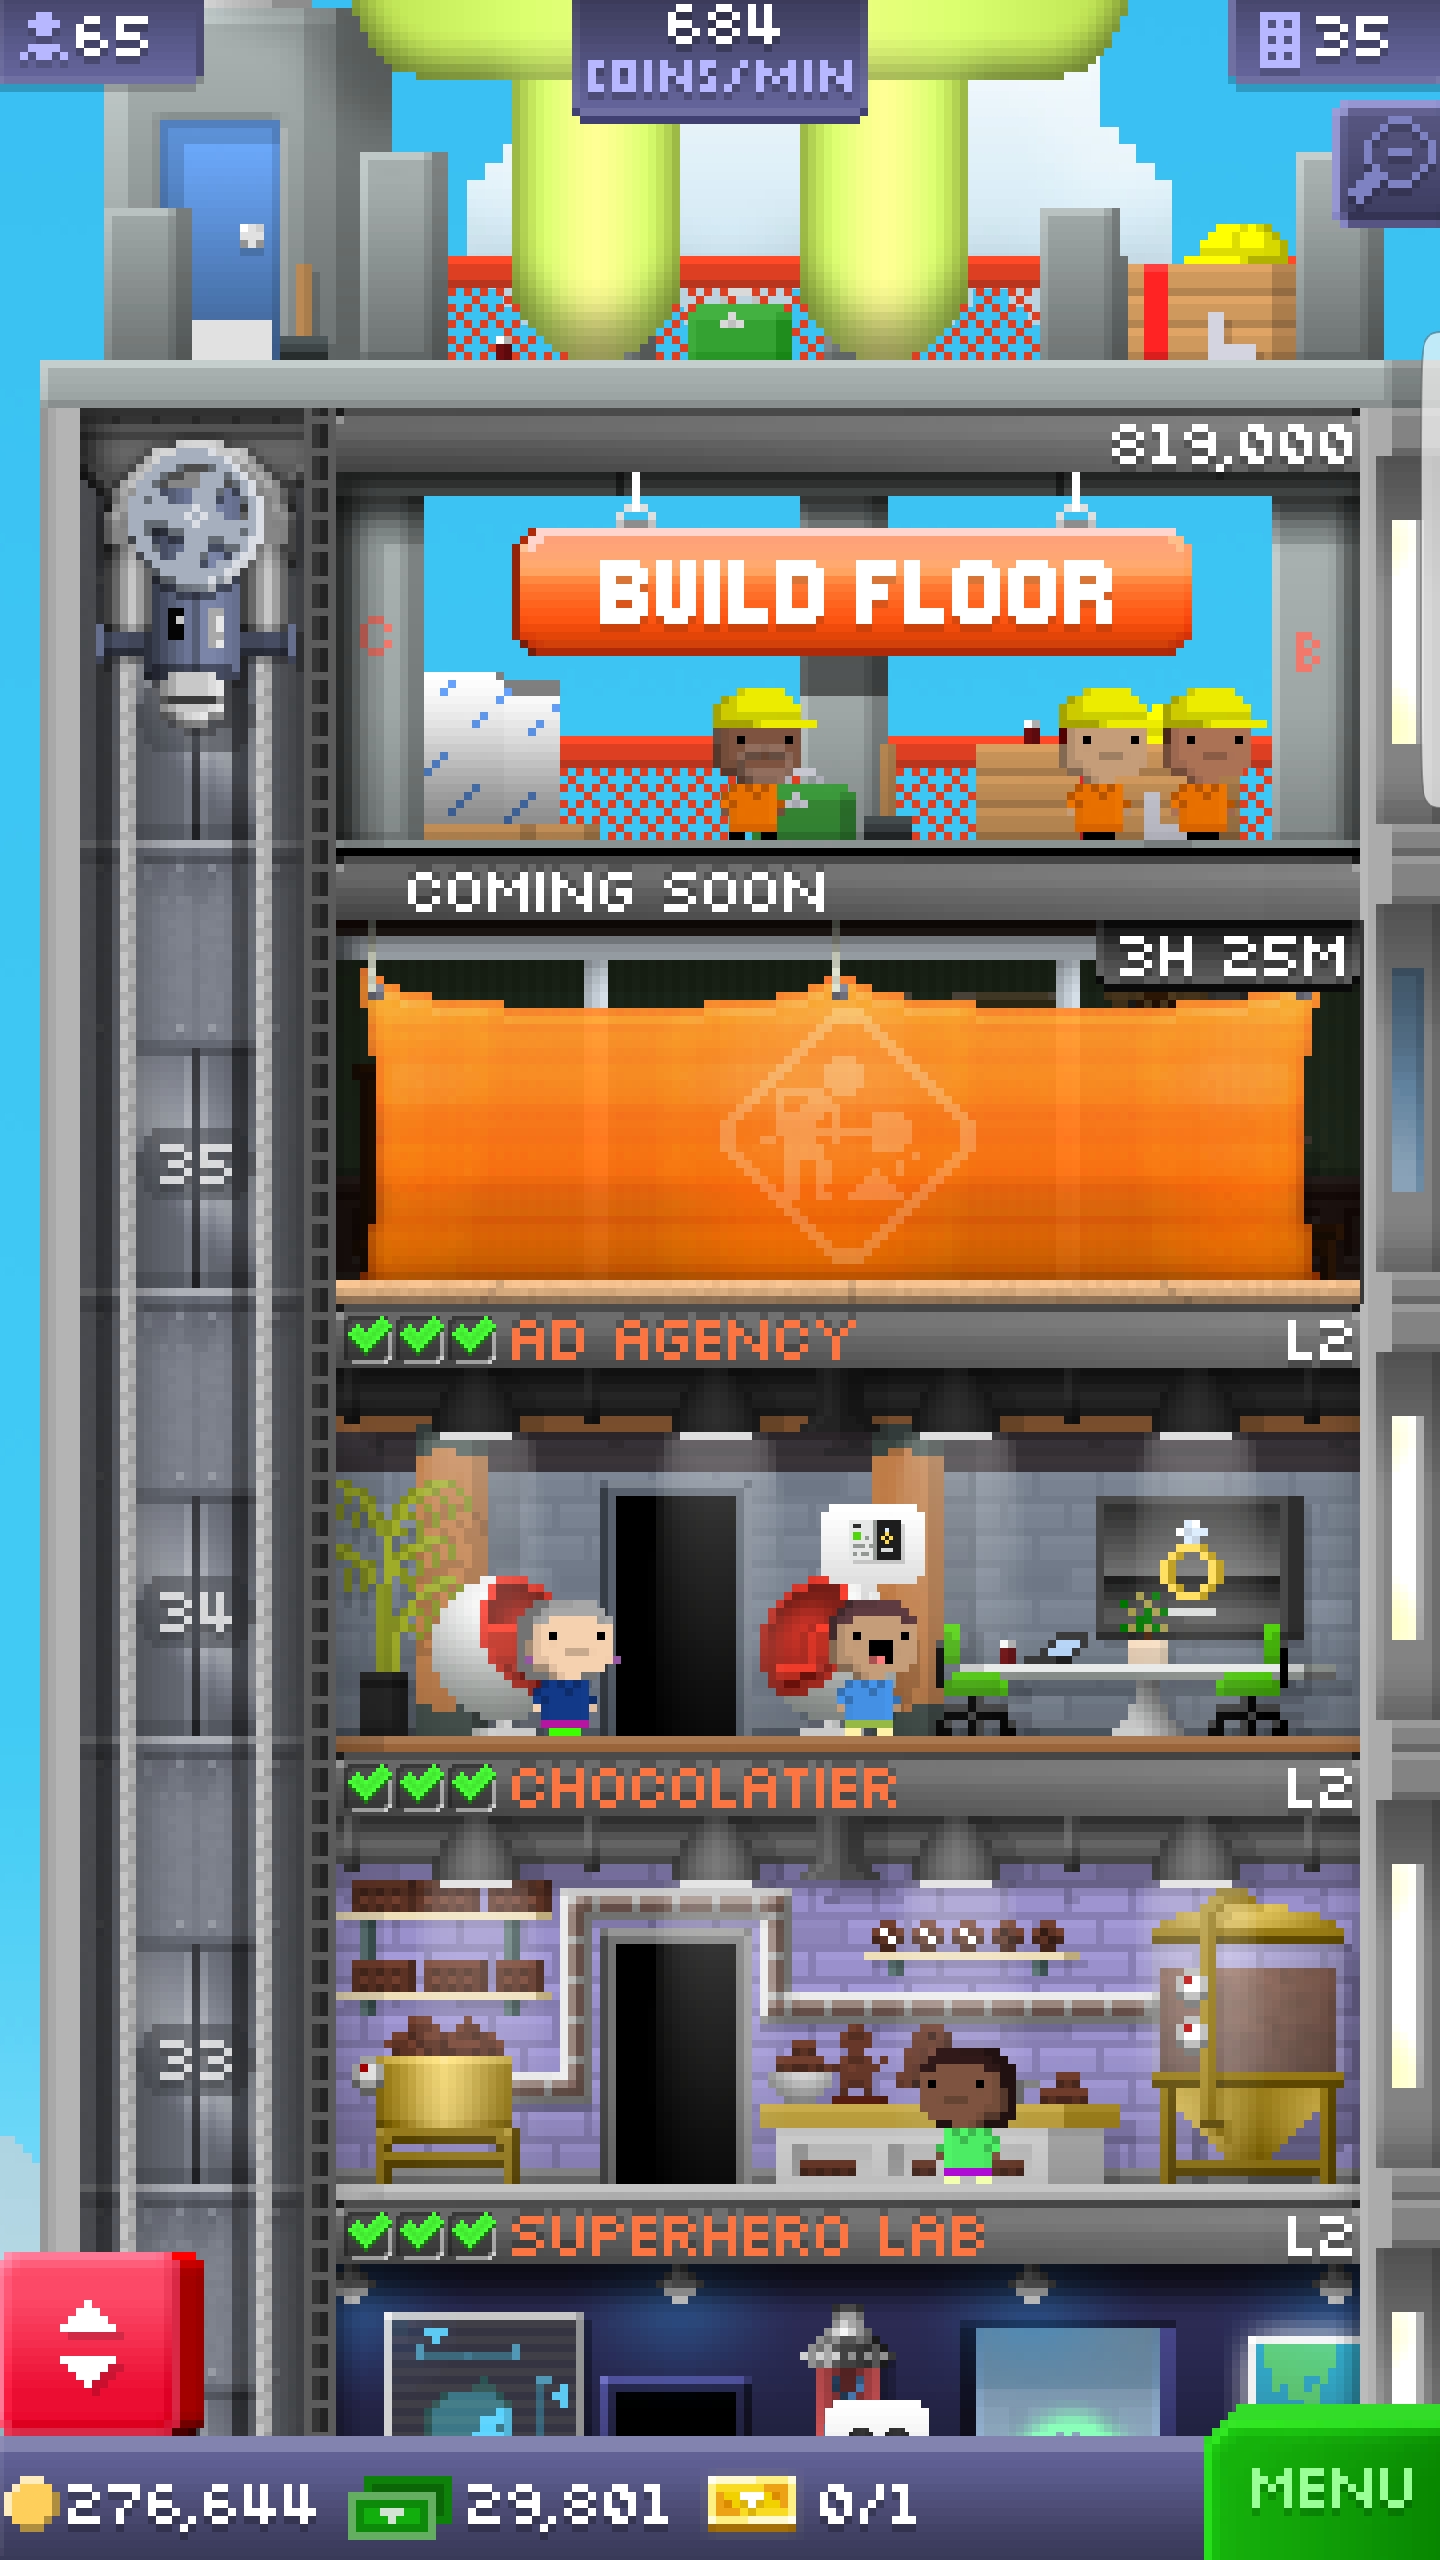 65
684
COINS/MIN
35
819,000
BUILD FLOOR
C
B
COMING SOON
3H 25M
35
AD AGENCY L2
34
CHOCOLATIER L2
33
SUPERHERO LAB L2
276,644 29,801 0/1
MENU